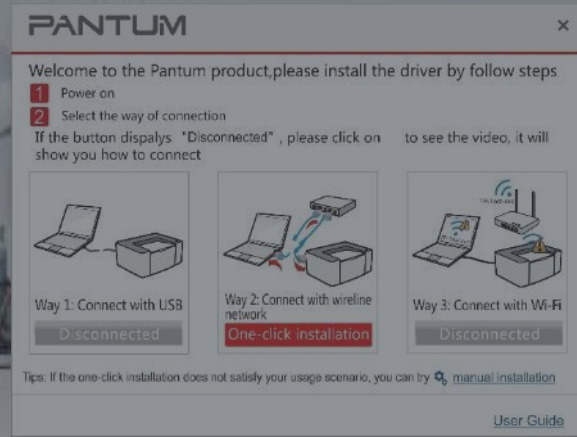 PANTUM
Welcome to the Pantum product,please install the driver by follow steps
1 Power on
2 Select the way of connection
If the button dispalys "Disconnected" , please click on to see the video, it will
show you how to connect
Way 1: Connect with USB
Disconnected
Way 2: Connect with wireline
network
One-click installation
Way 3: Connect with Wi-Fi
Disconnected
Tips: If the one-click installation does not satisfy your usage scenario, you can try manual installation
User Guide